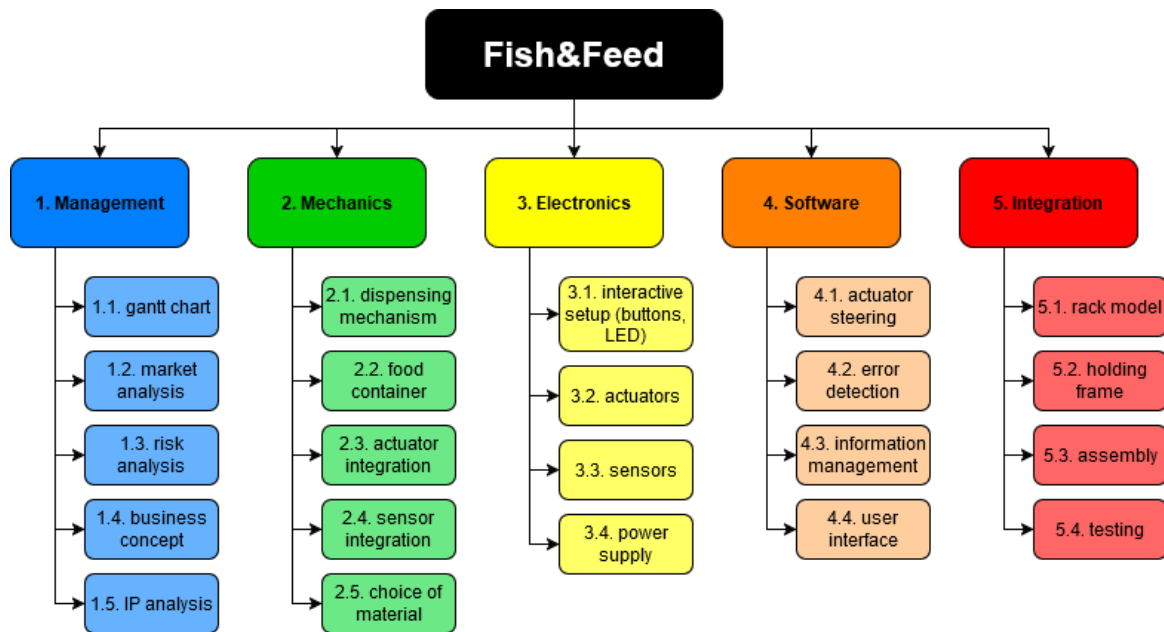 Fish&Feed
1. Management
2. Mechanics
3. Electronics
4. Software
5. Integration
1.1. gantt chart
1.2. market
analysis
1.3. risk
analysis
1.4. business
concept
1.5. IP analysis
2.1. dispensing
mechanism
2.2. food
container
2.3. actuator
integration
2.4. sensor
integration
2.5. choice of
material
3.1. interactive
setup (buttons,
LED)
3.2. actuators
3.3. sensors
3.4. power
supply
4.1. actuator
steering
4.2. error
detection
4.3. information
management
4.4. user
interface
5.1. rack model
5.2. holding
frame
5.3. assembly
5.4. testing